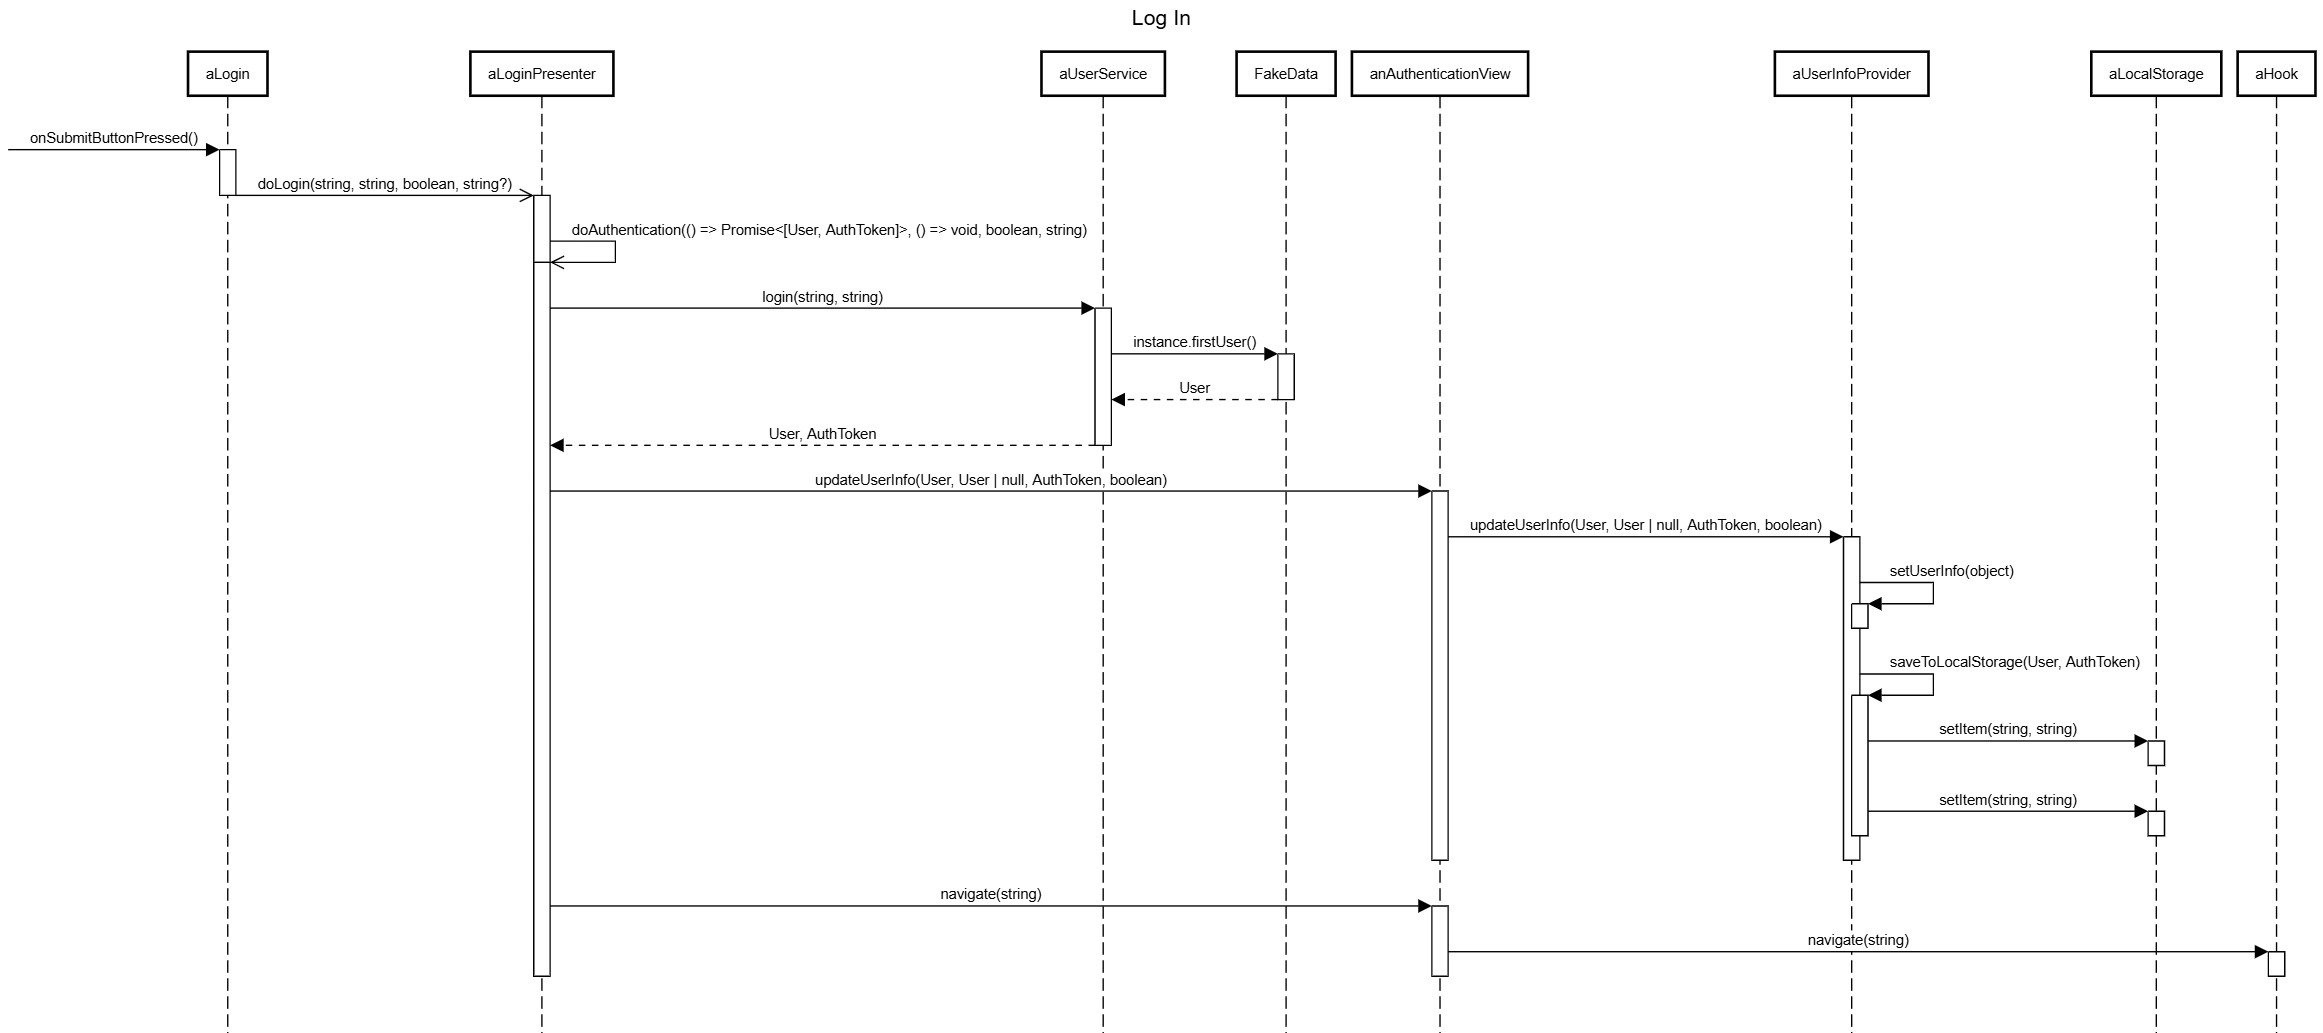 Log In
aLogin
aLoginPresenter
aUserService
FakeData
anAuthenticationView
aUserInfoProvider
aLocalStorage
aHook
onSubmitButtonPressed()
doLogin(string, string, boolean, string?)
doAuthentication(() => Promise<[User, AuthToken]>, () => void, boolean, string)
login(string, string)
instance.firstUser()
User
User, AuthToken
updateUserInfo(User, User | null, AuthToken, boolean)
updateUserInfo(User, User | null, AuthToken, boolean)
setUserInfo(object)
saveToLocalStorage(User, AuthToken)
setItem(string, string)
setItem(string, string)
navigate(string)
navigate(string)